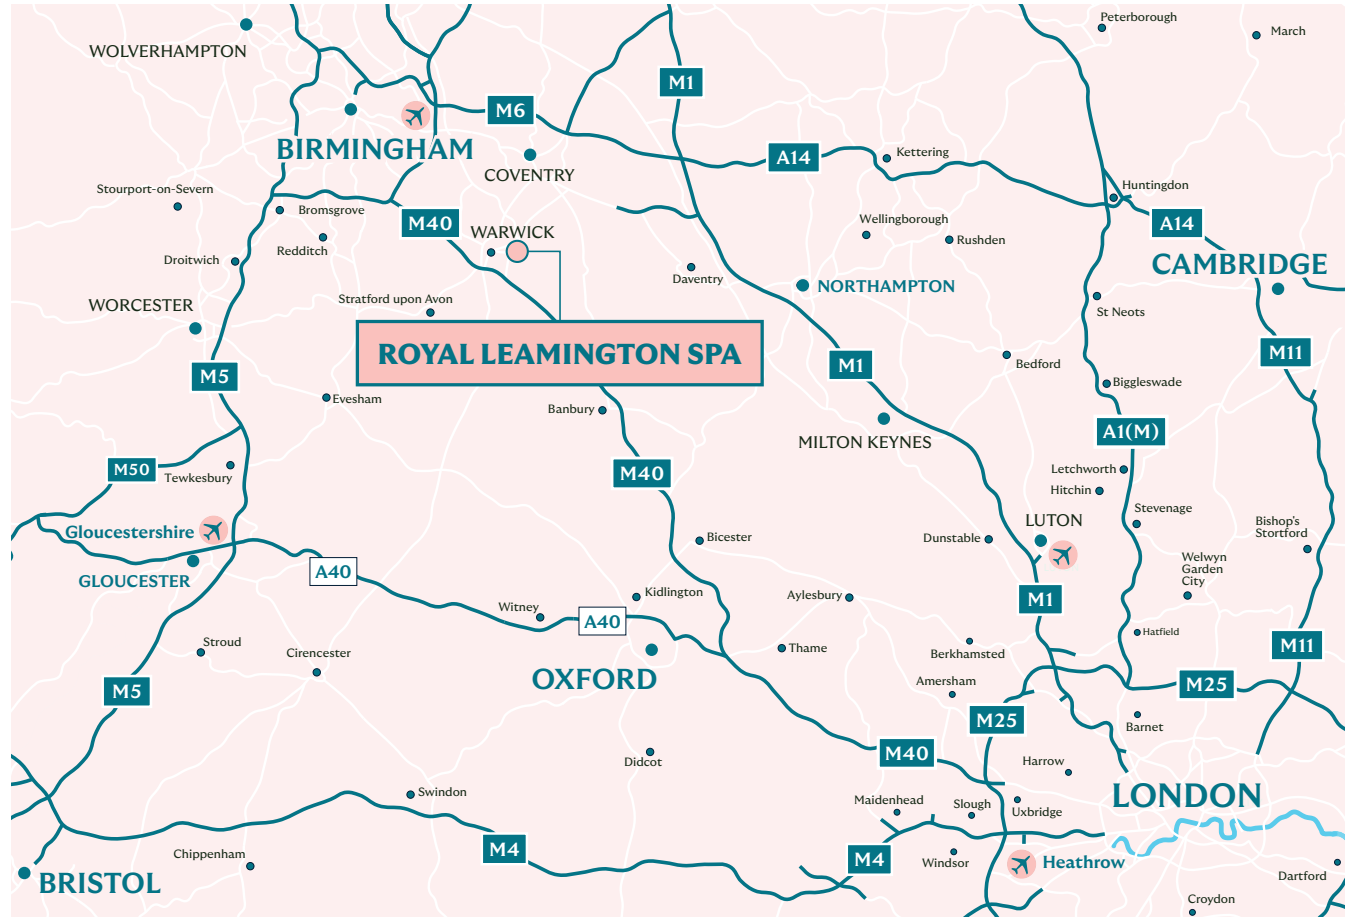 Peterborough
March
WOLVERHAMPTON
M1
M6
BIRMINGHAM
A14
Kettering
COVENTRY
Stourport-on-Severn
Huntingdon
Bromsgrove
M40
WARWICK
Wellingborough
A14
Rushden
Redditch
Droitwich
CAMBRIDGE
Daventry
NORTHAMPTON
Stratford upon Avon
WORCESTER
St Neots
ROYAL LEAMINGTON SPA
M11
M1
Bedford
M5
Biggleswade
Evesham
Banbury
A1(M)
MILTON KEYNES
M50
Tewkesbury
M40
Letchworth
Hitchin
Stevenage
LUTON
Bishop's
Stortford
Gloucestershire
Bicester
Dunstable
Welwyn
Garden
City
GLOUCESTER
A40
Kidlington
Aylesbury
M1
Witney
A40
Hatfield
Stroud
Cirencester
Thame
Berkhamsted
M11
OXFORD
Amersham
M25
M5
M25
Barnet
M40
Didcot
Harrow
Swindon
LONDON
Maidenhead
Slough
Uxbridge
M4
Chippenham
M4
Windsor
Heathrow
BRISTOL
Dartford
Croydon